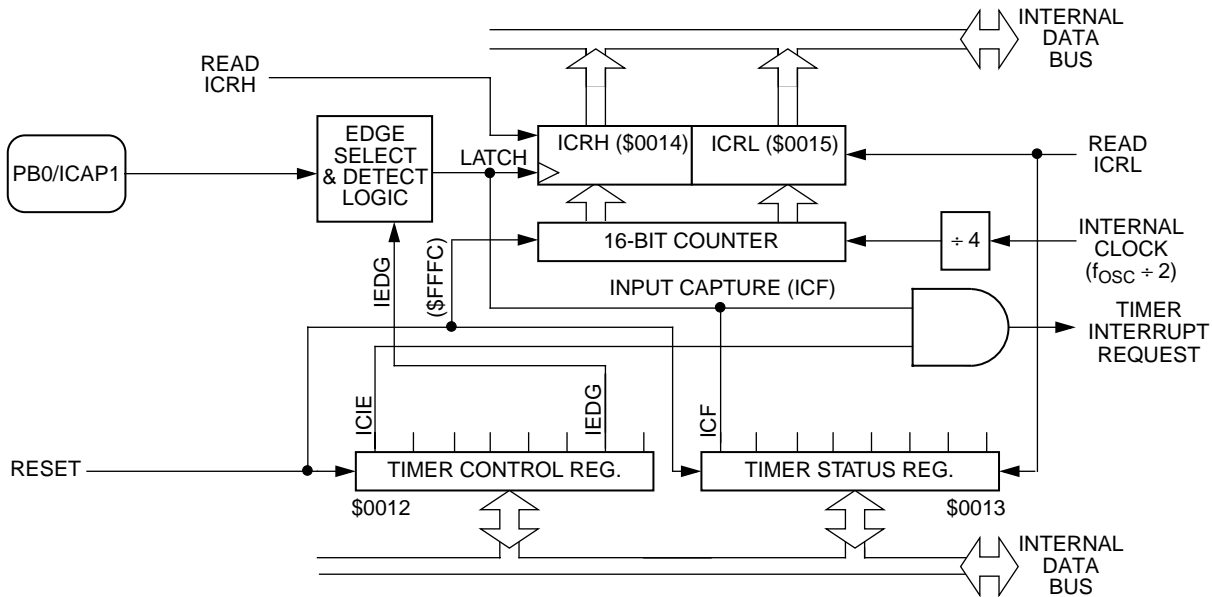 INTERNAL
DATA
BUS
READ
ICRH
EDGE
SELECT
& DETECT
LOGIC
PB0/ICAP1
LATCH
ICRH ($0014)
ICRL ($0015)
READ
ICRL
16-BIT COUNTER
÷ 4
INTERNAL
CLOCK
(fOSC ÷ 2)
IEDG
($FFFC)
INPUT CAPTURE (ICF)
TIMER
INTERRUPT
REQUEST
ICIE
IEDG
ICF
RESET
TIMER CONTROL REG.
TIMER STATUS REG.
$0012
$0013
INTERNAL
DATA
BUS